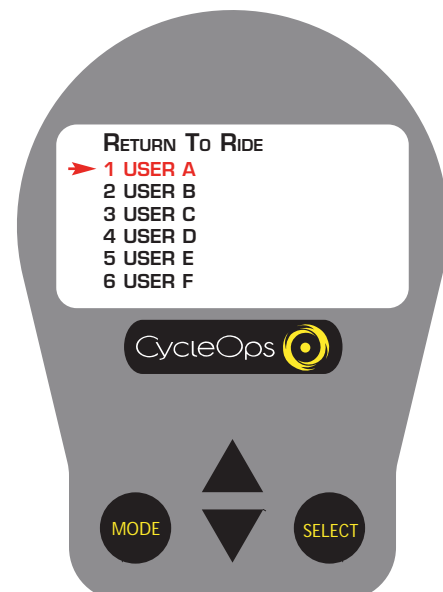 RETURN TO RIDE
1 USER A
2 USER B
3 USER C
4 USER D
5 USER E
6 USER F
CycleOps
MODE
SELECT